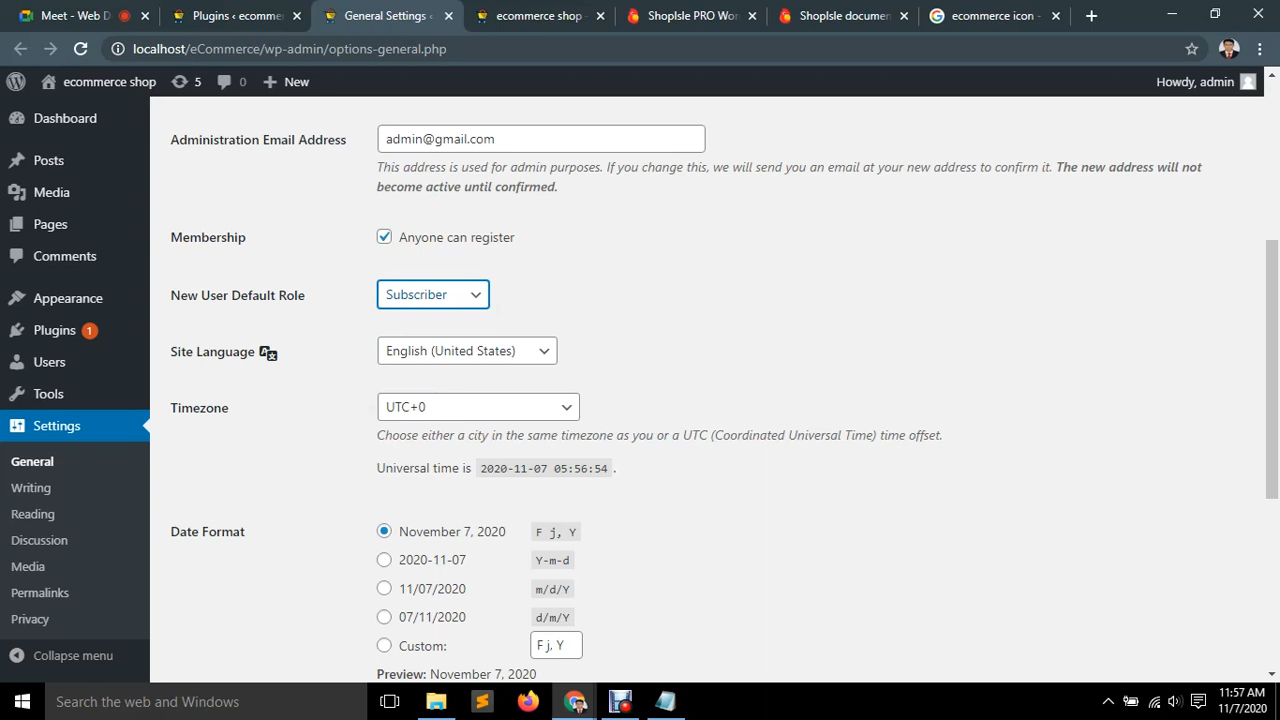 Meet - Web D
Plugins ‹ ecomme
General Settings ‹
ecommerce shop -
ShopIsle PRO Wor
ShopIsle documen
ecommerce icon -
localhost/eCommerce/wp-admin/options-general.php
ecommerce shop
5
0
New
Howdy, admin
Dashboard
Posts
Media
Pages
Comments
Appearance
Plugins 1
Users
Tools
Settings
General
Writing
Reading
Discussion
Media
Permalinks
Privacy
Collapse menu
Administration Email Address
admin@gmail.com
This address is used for admin purposes. If you change this, we will send you an email at your new address to confirm it. The new address will not
become active until confirmed.
Membership
Anyone can register
New User Default Role
Subscriber
Site Language
English (United States)
Timezone
UTC+0
Choose either a city in the same timezone as you or a UTC (Coordinated Universal Time) time offset.
Universal time is 2020-11-07 05:56:54 .
Date Format
November 7, 2020 F j, Y
2020-11-07 Y-m-d
11/07/2020 m/d/Y
07/11/2020 d/m/Y
Custom: F j, Y
Preview: November 7, 2020
Search the web and Windows
11:57 AM
11/7/2020